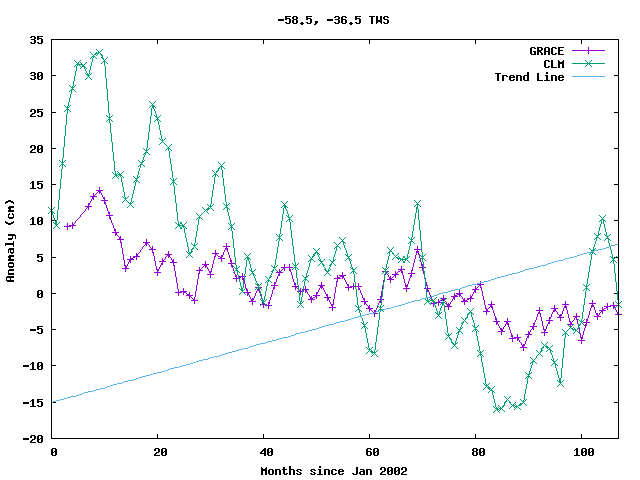 -58.5, -36.5 TWS
GRACE
CLM
Trend Line
35
30
25
20
15
10
5
0
-5
-10
-15
-20
Anomaly (cm)
0 20 40 60 80 100
Months since Jan 2002